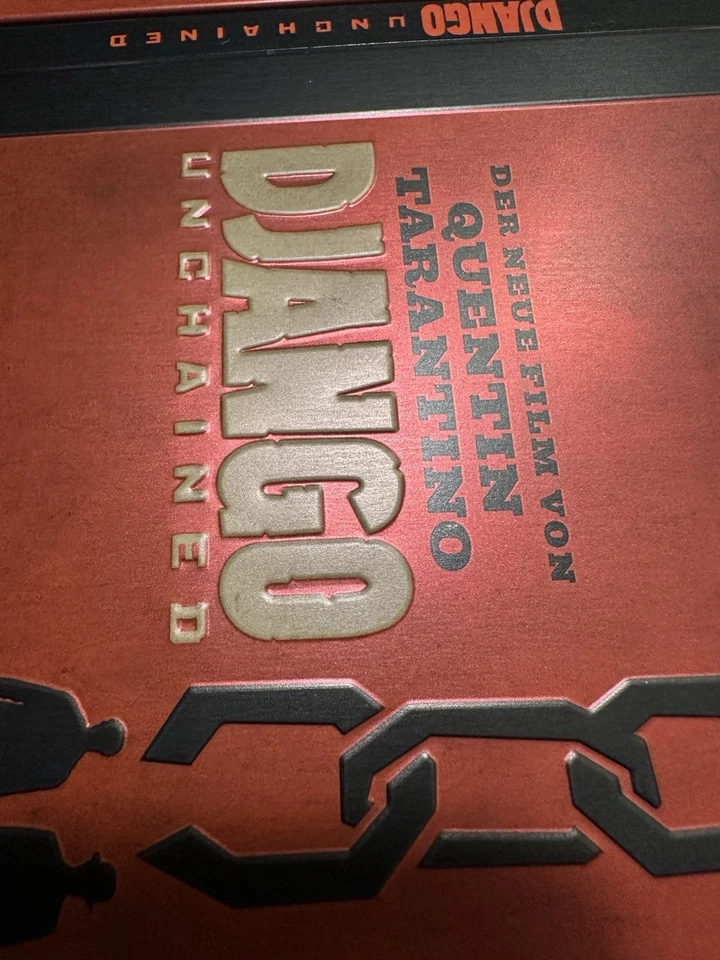 DJANGO UNCHAINED
DER NEUE FILM VON
QUENTIN
TARANTINO
DJANGO
UNCHAINED